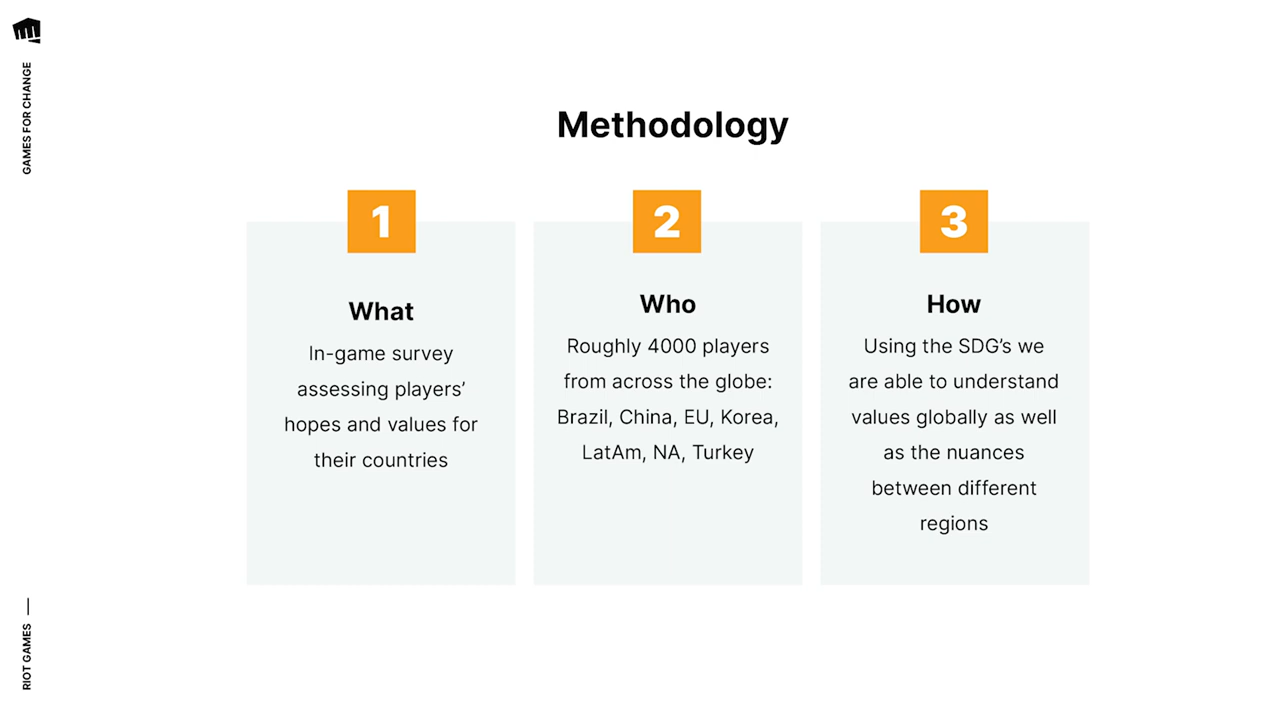 GAMES FOR CHANGE
Methodology
1
What
In-game survey
assessing players’
hopes and values for
their countries
2
Who
Roughly 4000 players
from across the globe:
Brazil, China, EU, Korea,
LatAm, NA, Turkey
3
How
Using the SDG’s we
are able to understand
values globally as well
as the nuances
between different
regions
RIOT GAMES —